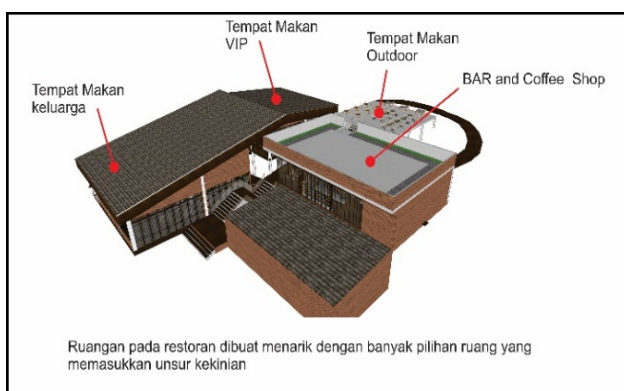 Tempat Makan
VIP
Tempat Makan
Outdoor
BAR and Coffee Shop
Tempat Makan
keluarga
Ruangan pada restoran dibuat menarik dengan banyak pilihan ruang yang
memasukkan unsur kekinian